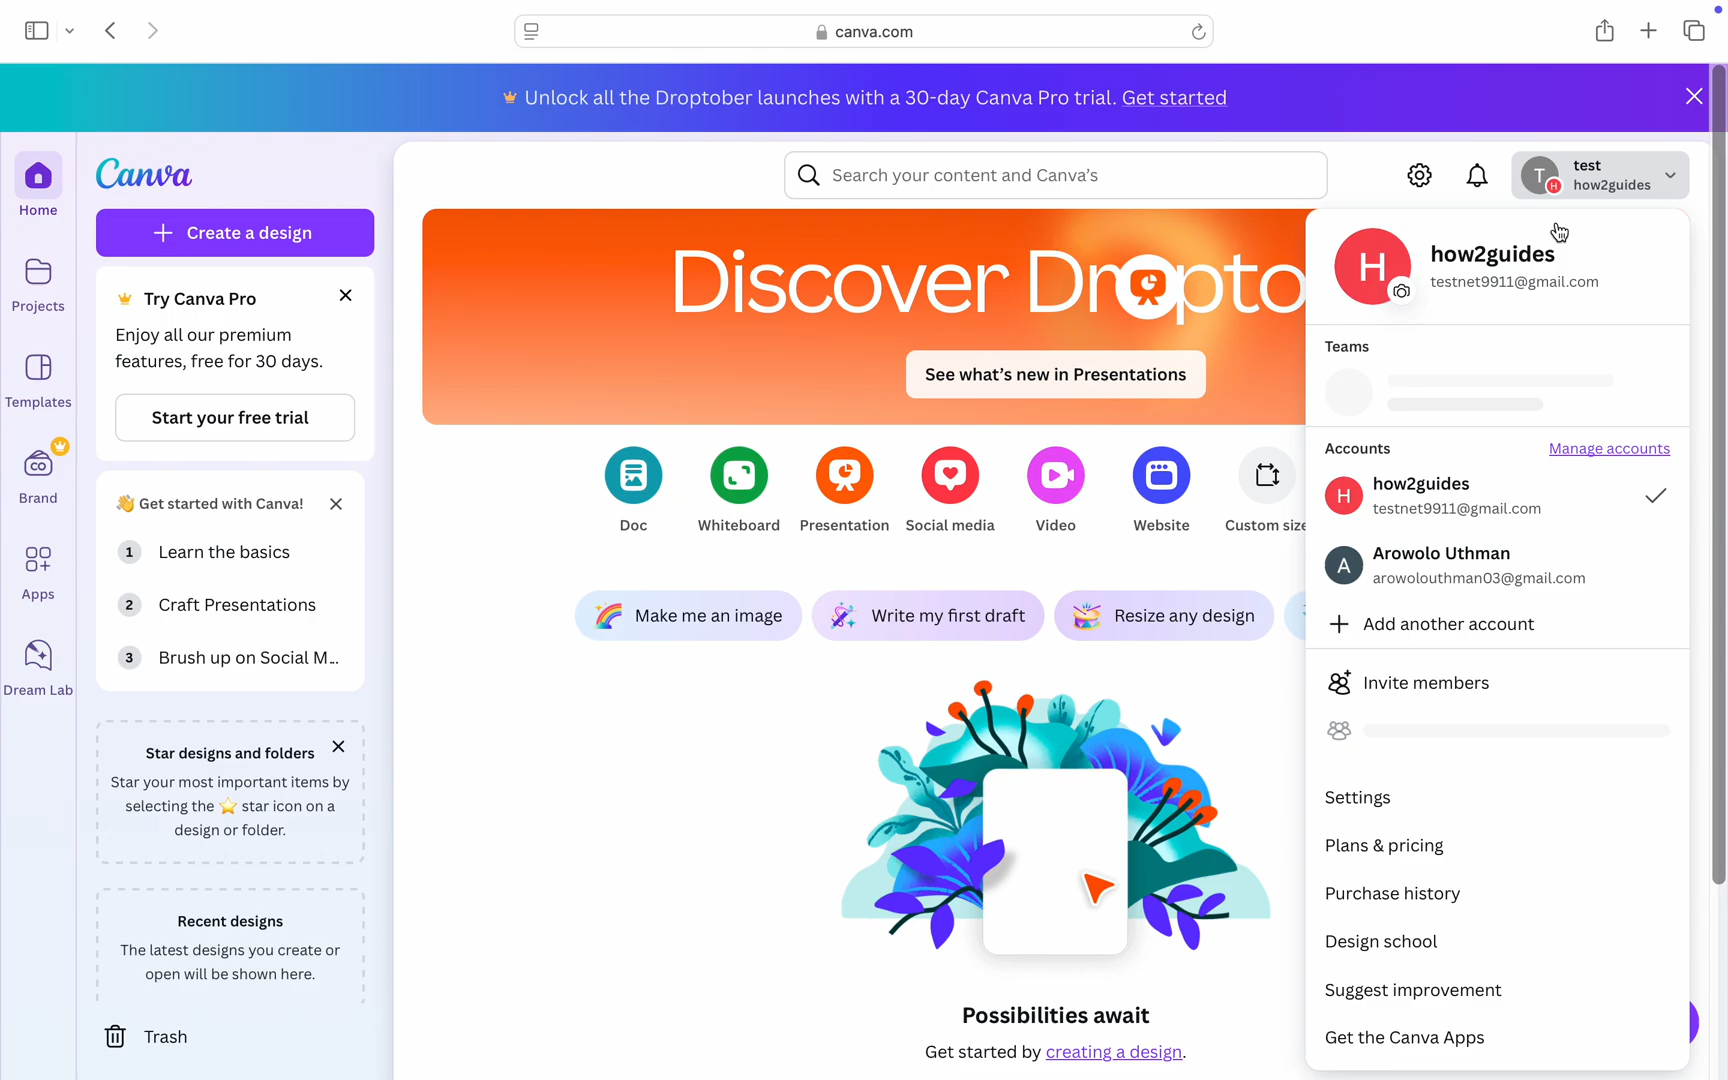 canva.com
Unlock all the Droptober launches with a 30-day Canva Pro trial. Get started
Home
Projects
Templates
CO
Brand
Apps
Dream Lab
Canva
Create a design
Try Canva Pro
Enjoy all our premium
features, free for 30 days.
Start your free trial
Get started with Canva!
1 Learn the basics
2 Craft Presentations
3 Brush up on Social M...
Star designs and folders
Star your most important items by
selecting the ⭐ star icon on a
design or folder.
Recent designs
The latest designs you create or
open will be shown here.
Trash
Search your content and Canva's
T
H
test
how2guides
Discover Dr pto
See what's new in Presentations
Doc
Whiteboard
Presentation
Social media
Video
Website
Custom size
Make me an image
Write my first draft
Resize any design
Possibilities await
Get started by creating a design.
H
how2guides
testnet9911@gmail.com
Teams
Accounts
Manage accounts
H
how2guides
testnet9911@gmail.com
A
Arowolo Uthman
arowolouthman03@gmail.com
Add another account
Invite members
Settings
Plans & pricing
Purchase history
Design school
Suggest improvement
Get the Canva Apps